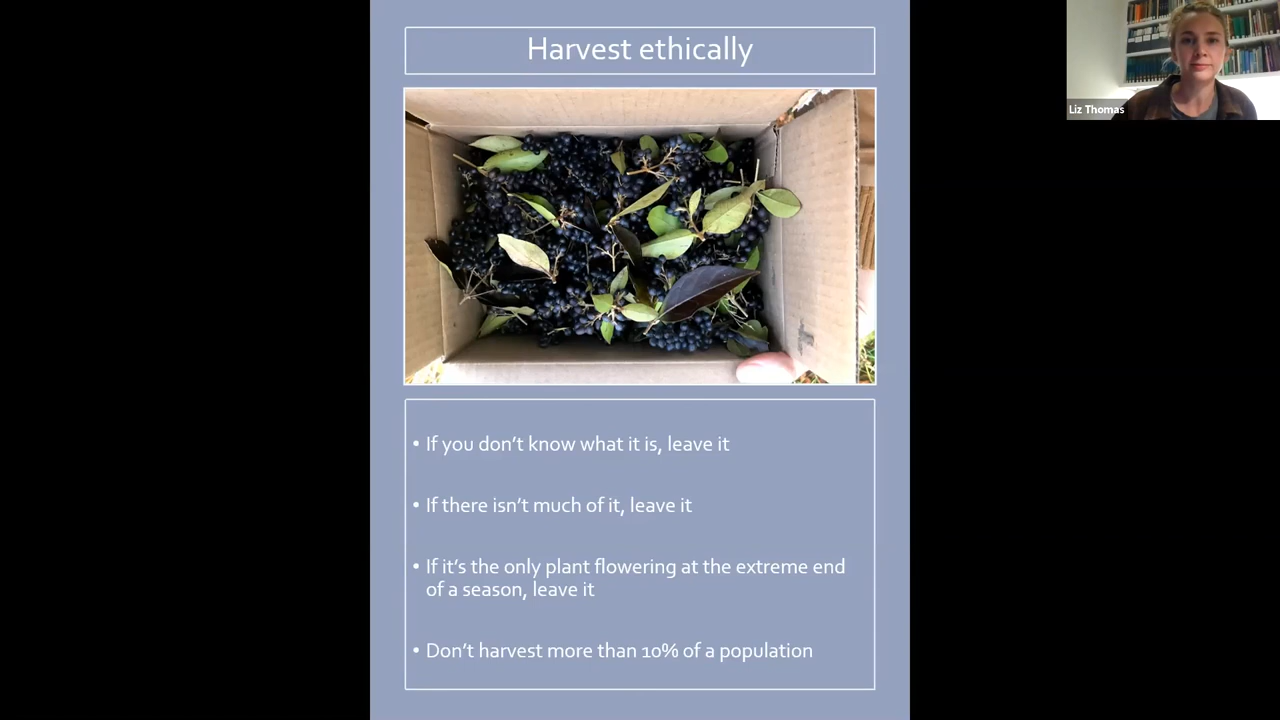 Harvest ethically
Liz Thomas
• If you don’t know what it is, leave it
• If there isn’t much of it, leave it
• If it’s the only plant flowering at the extreme end
of a season, leave it
• Don’t harvest more than 10% of a population